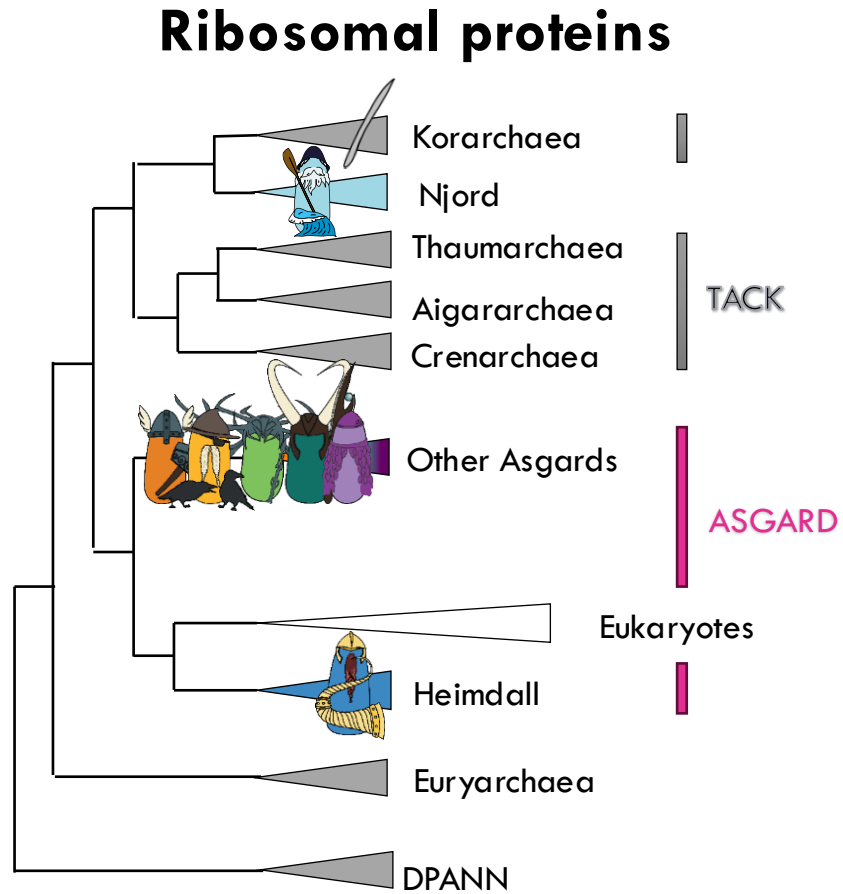 Ribosomal proteins
Korarchaea
Njord
Thaumarchaea
TACK
Aigararchaea
Crenarchaea
Other Asgards
ASGARD
Eukaryotes
Heimdall
Euryarchaea
DPANN